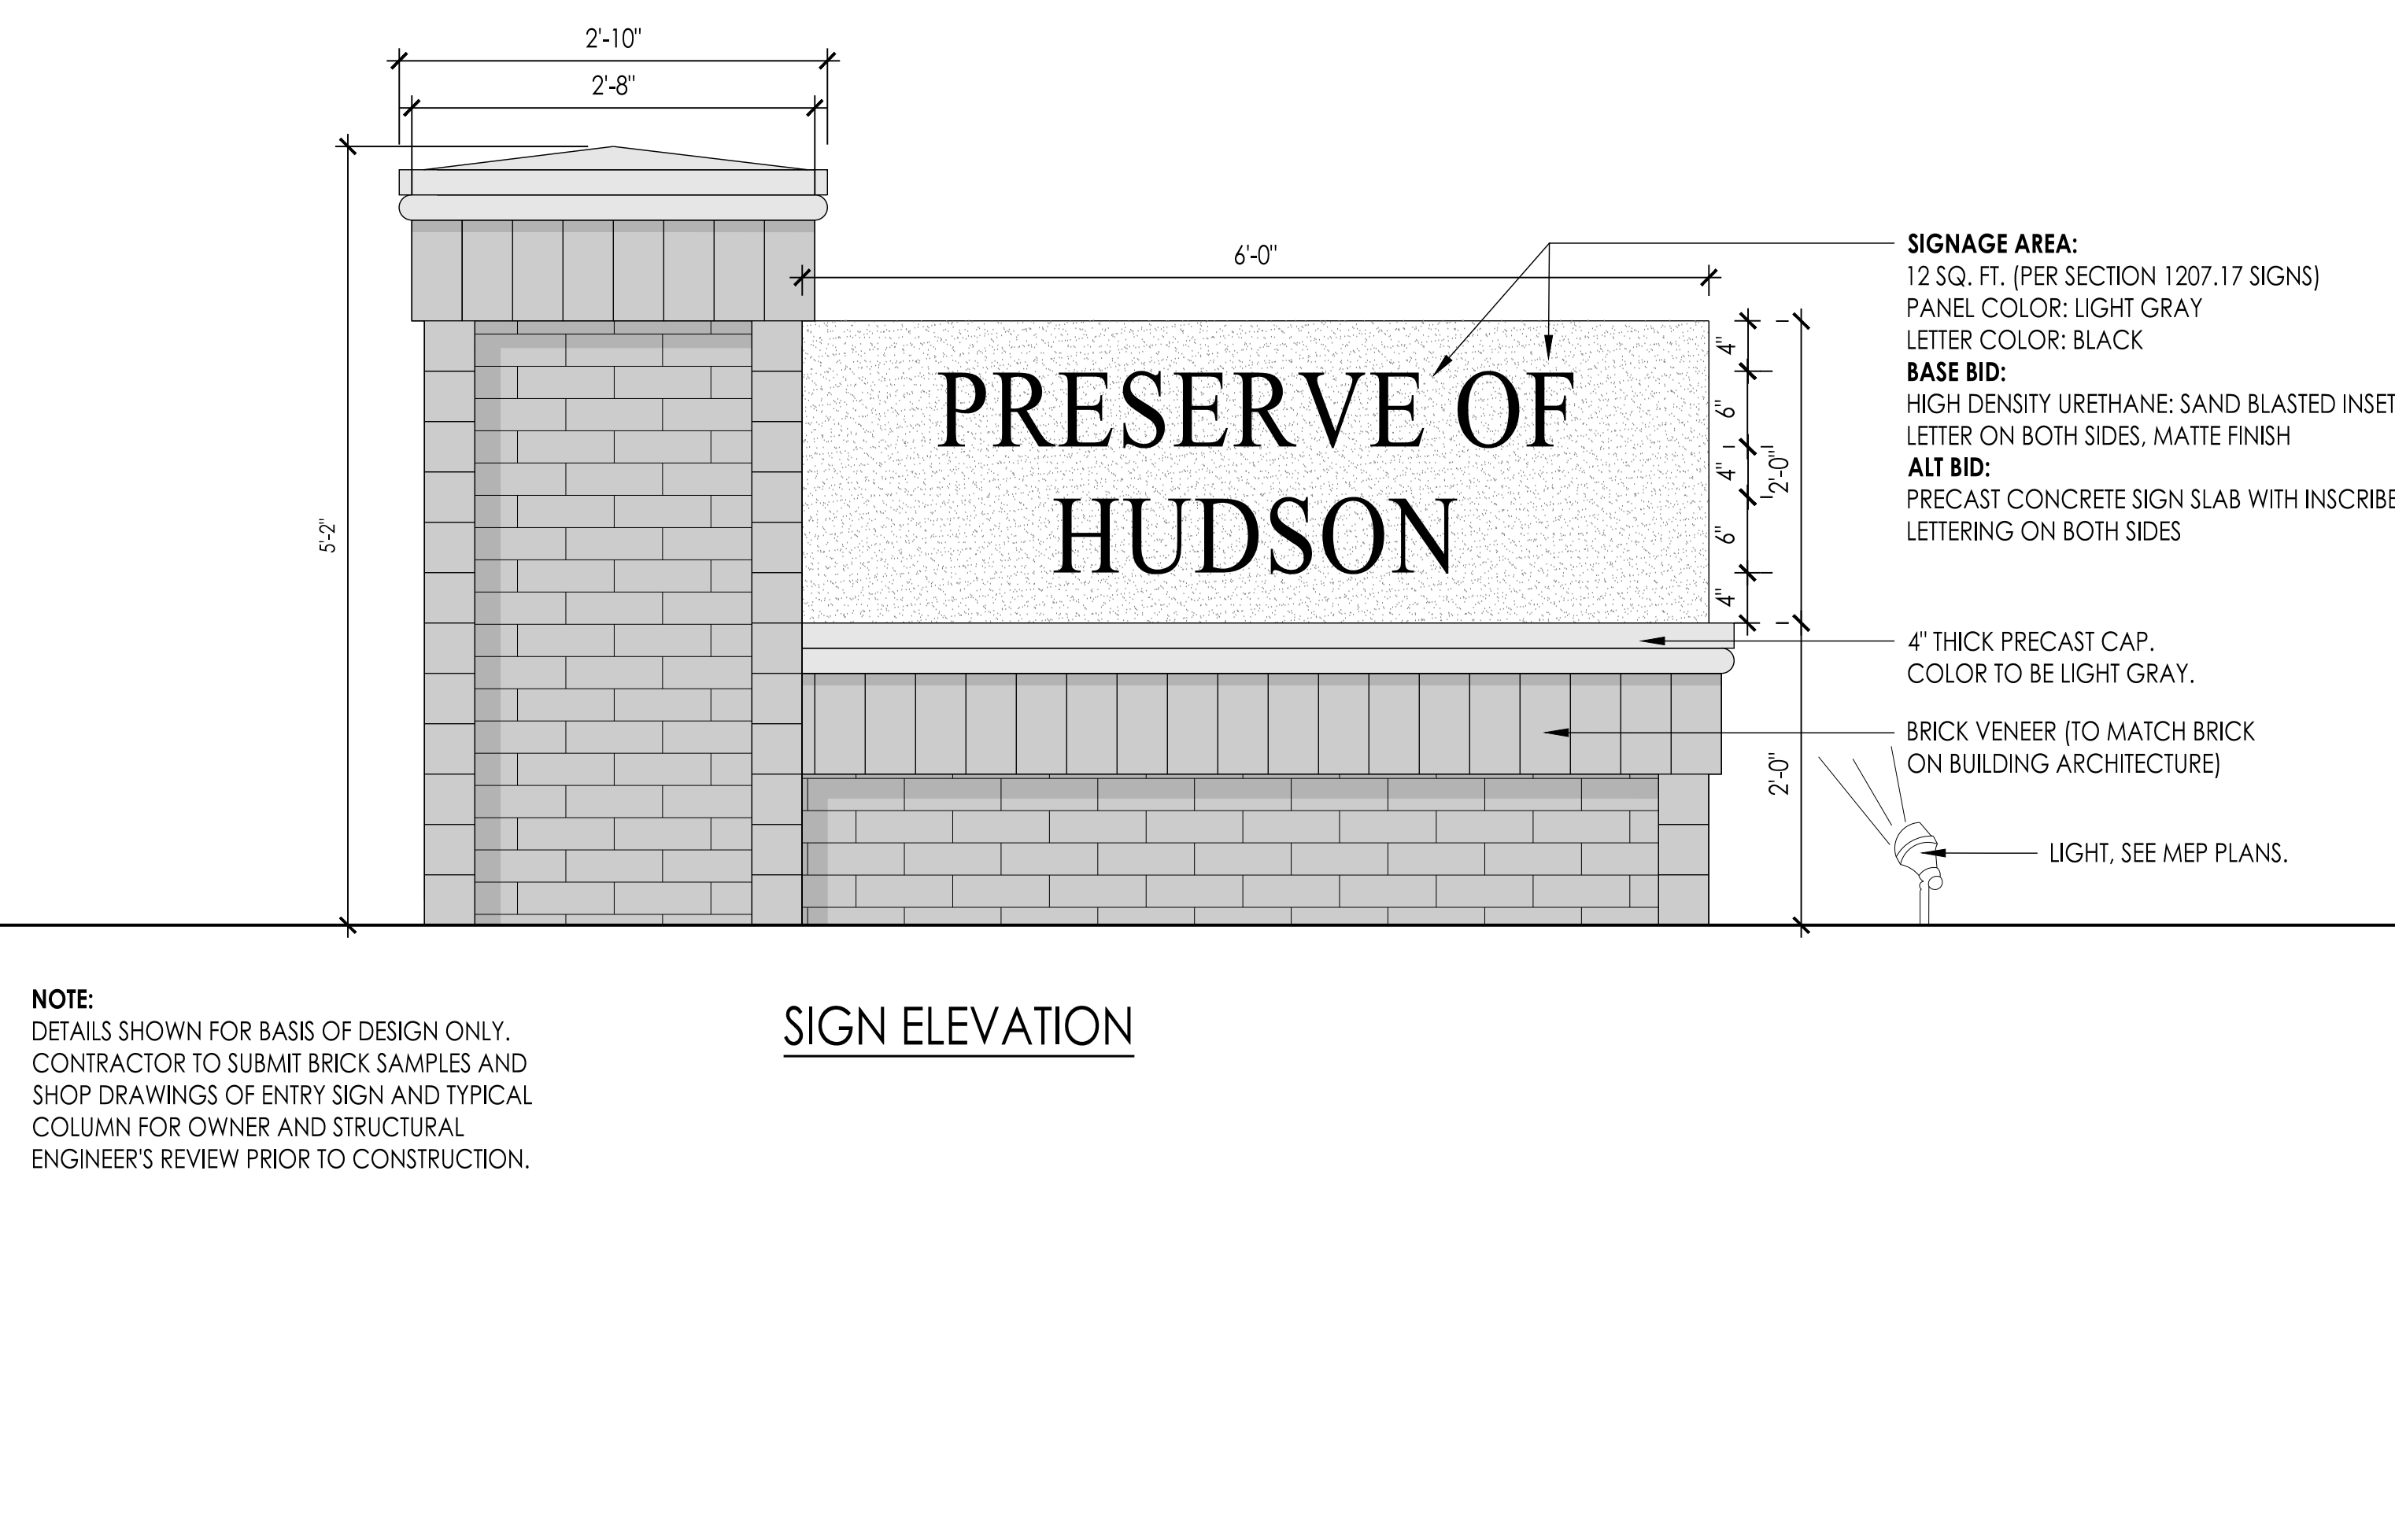 2'-10"
2'-8"
6'-0"
5'-2"
PRESERVE OF
HUDSON
4"
6"
4"
6"
4"
2'-0"
2'-0"
SIGNAGE AREA:
12 SQ. FT. (PER SECTION 1207.17 SIGNS)
PANEL COLOR: LIGHT GRAY
LETTER COLOR: BLACK
BASE BID:
HIGH DENSITY URETHANE: SAND BLASTED INSET
LETTER ON BOTH SIDES, MATTE FINISH
ALT BID:
PRECAST CONCRETE SIGN SLAB WITH INSCRIBE
LETTERING ON BOTH SIDES
4" THICK PRECAST CAP.
COLOR TO BE LIGHT GRAY.
BRICK VENEER (TO MATCH BRICK
ON BUILDING ARCHITECTURE)
LIGHT, SEE MEP PLANS.
NOTE:
DETAILS SHOWN FOR BASIS OF DESIGN ONLY.
CONTRACTOR TO SUBMIT BRICK SAMPLES AND
SHOP DRAWINGS OF ENTRY SIGN AND TYPICAL
COLUMN FOR OWNER AND STRUCTURAL
ENGINEER'S REVIEW PRIOR TO CONSTRUCTION.
SIGN ELEVATION